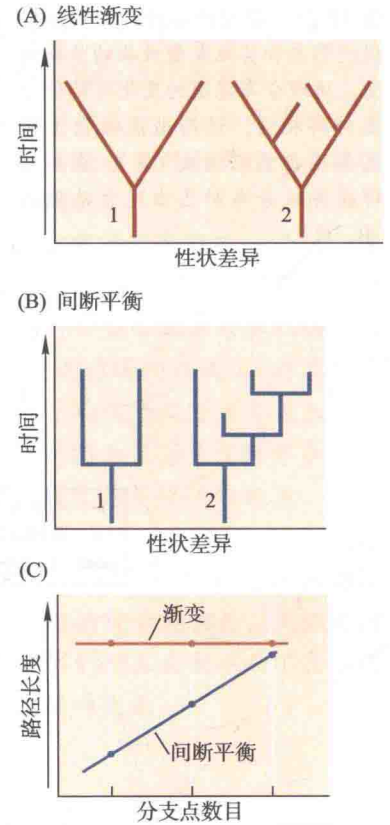 (A) 线性渐变
时间
1
2
性状差异
(B) 间断平衡
时间
1
2
性状差异
(C)
渐变
路径长度
间断平衡
分支点数目